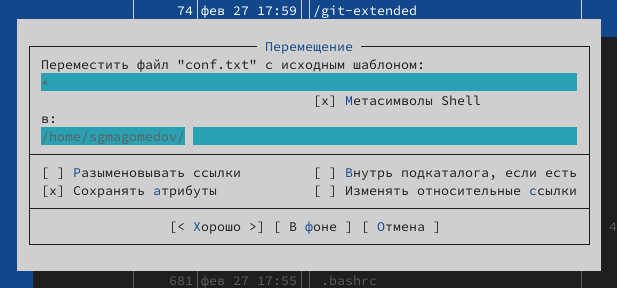 74 фев 27 17:59 /git-extended
Перемещение
Переместить файл "conf.txt" с исходным шаблоном:
*
[x] Метасимволы Shell
в:
/home/sgmagomedov/
[ ] Разыменовывать ссылки [ ] Внутрь подкаталога, если есть
[x] Сохранять атрибуты [ ] Изменять относительные ссылки
[< Хорошо >] [ В фоне ] [ Отмена ]
4
681 фев 27 17:55 .bashrc